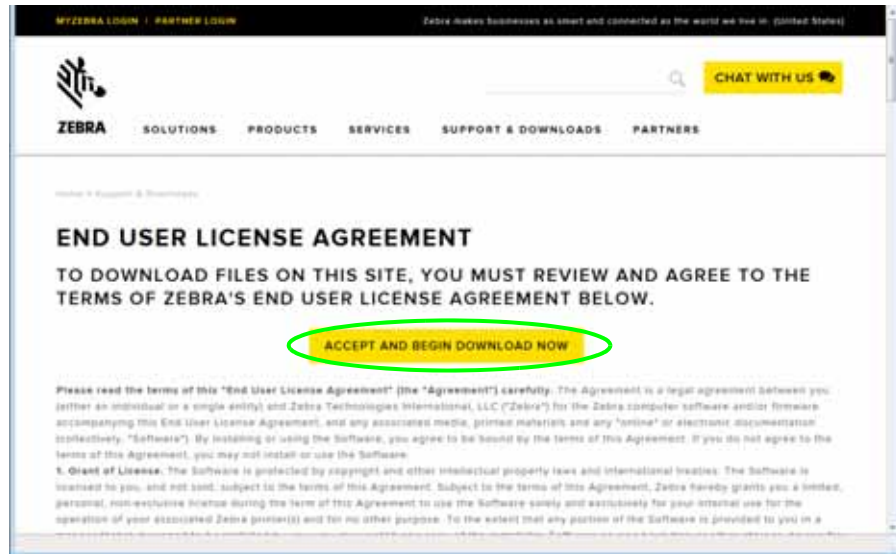 MYZEBRA LOGIN / PARTNER LOGIN
Zebra makes businesses as smart and connected as the world we live in. (United States)
CHAT WITH US
ZEBRA SOLUTIONS PRODUCTS SERVICES SUPPORT & DOWNLOADS PARTNERS
Home > Support & Downloads
END USER LICENSE AGREEMENT
TO DOWNLOAD FILES ON THIS SITE, YOU MUST REVIEW AND AGREE TO THE
TERMS OF ZEBRA'S END USER LICENSE AGREEMENT BELOW.
ACCEPT AND BEGIN DOWNLOAD NOW
Please read the terms of this "End User License Agreement" (the "Agreement") carefully. The Agreement is a legal agreement between you
(either an individual or a single entity) and Zebra Technologies International, LLC ("Zebra") for the Zebra computer software and/or firmware
accompanying this End User License Agreement, and any associated media, printed materials and any "online" or electronic documentation
(collectively, "Software"). By installing or using the Software, you agree to be bound by the terms of this Agreement. If you do not agree to the
terms of this Agreement, you may not install or use the Software.
1. Grant of License. The Software is protected by copyright and other intellectual property laws and international treaties. The Software is
licensed to you, and not sold, subject to the terms of this Agreement. Subject to the terms of this Agreement, Zebra hereby grants you a limited,
personal, non-exclusive license during the term of this Agreement to use the Software solely and exclusively for your internal use for the
operation of your associated Zebra printer(s) and for no other purpose. To the extent that any portion of the Software is provided to you in a